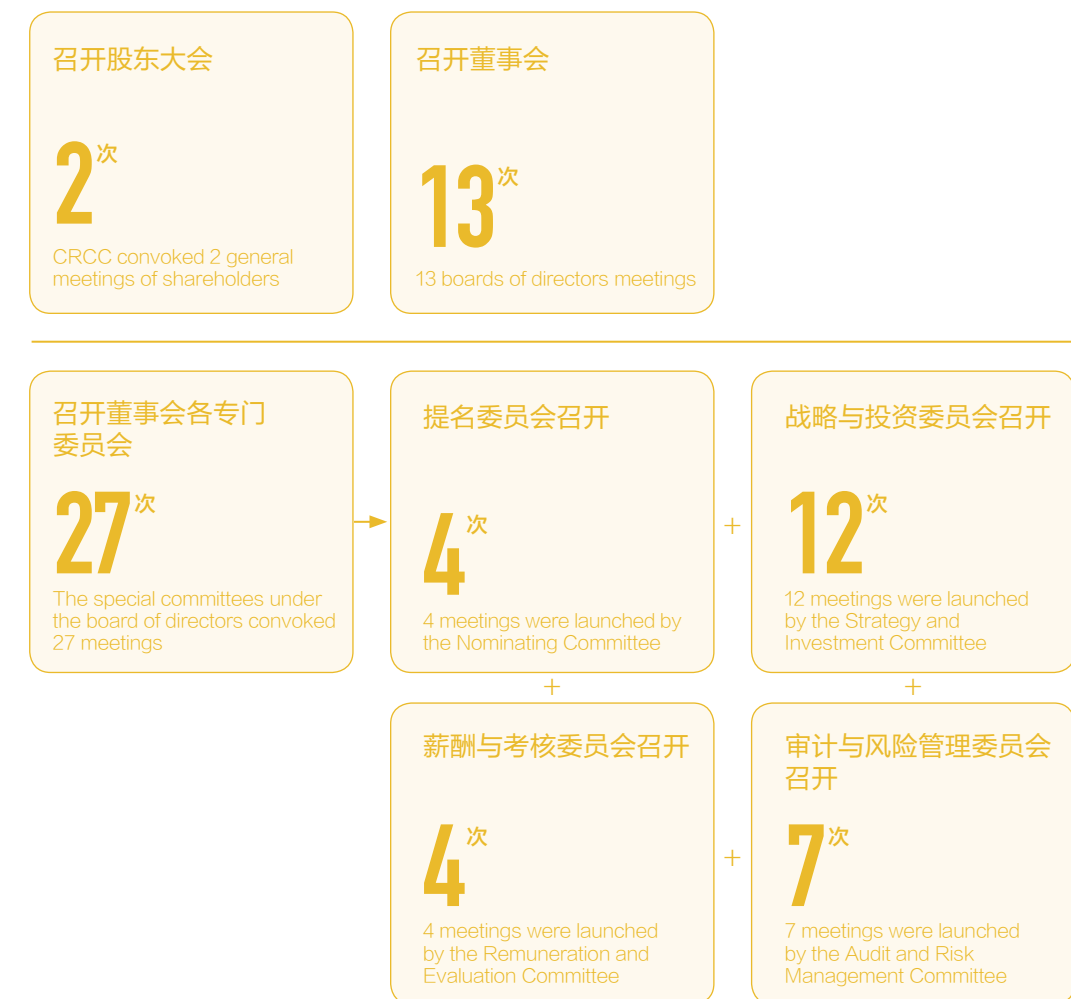 召开股东大会
2次
CRCC convoked 2 general
meetings of shareholders
召开董事会
13次
13 boards of directors meetings
召开董事会各专门
委员会
27次
The special committees under
the board of directors convoked
27 meetings
提名委员会召开
4次
4 meetings were launched by
the Nominating Committee
+
战略与投资委员会召开
12次
12 meetings were launched
by the Strategy and
Investment Committee
+
+
薪酬与考核委员会召开
4次
4 meetings were launched
by the Remuneration and
Evaluation Committee
+
审计与风险管理委员会
召开
7次
7 meetings were launched
by the Audit and Risk
Management Committee